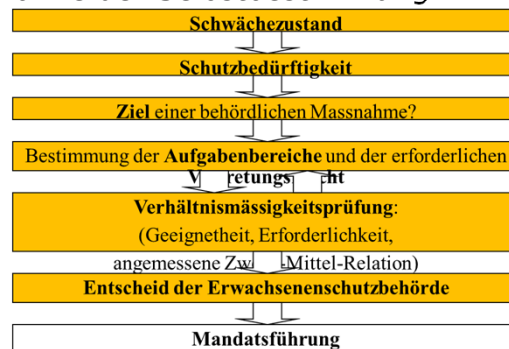 Schwächezustand
Schutzbedürftigkeit
Ziel einer behördlichen Massnahme?
Bestimmung der Aufgabenbereiche und der erforderlichen
Verhältnismässigkeitsprüfung:
(Geeignetheit, Erforderlichkeit,
angemessene -Mittel-Relation)
Entscheid der Erwachsenenschutzbehörde
Mandatsführung